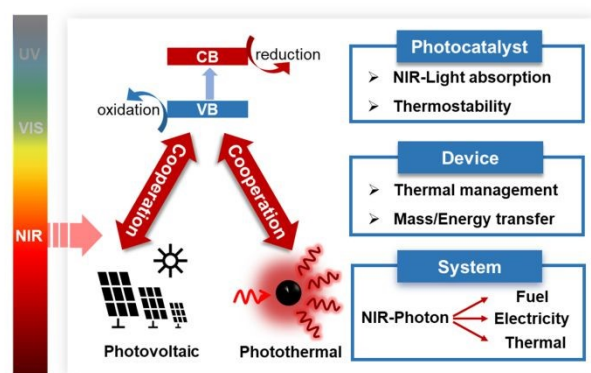 UV
VIS
NIR
CB
reduction
oxidation
VB
Cooperation
Cooperation
Photovoltaic
Photothermal
Photocatalyst
➢ NIR-Light absorption
➢ Thermostability
Device
➢ Thermal management
➢ Mass/Energy transfer
System
NIR-Photon
Fuel
Electricity
Thermal